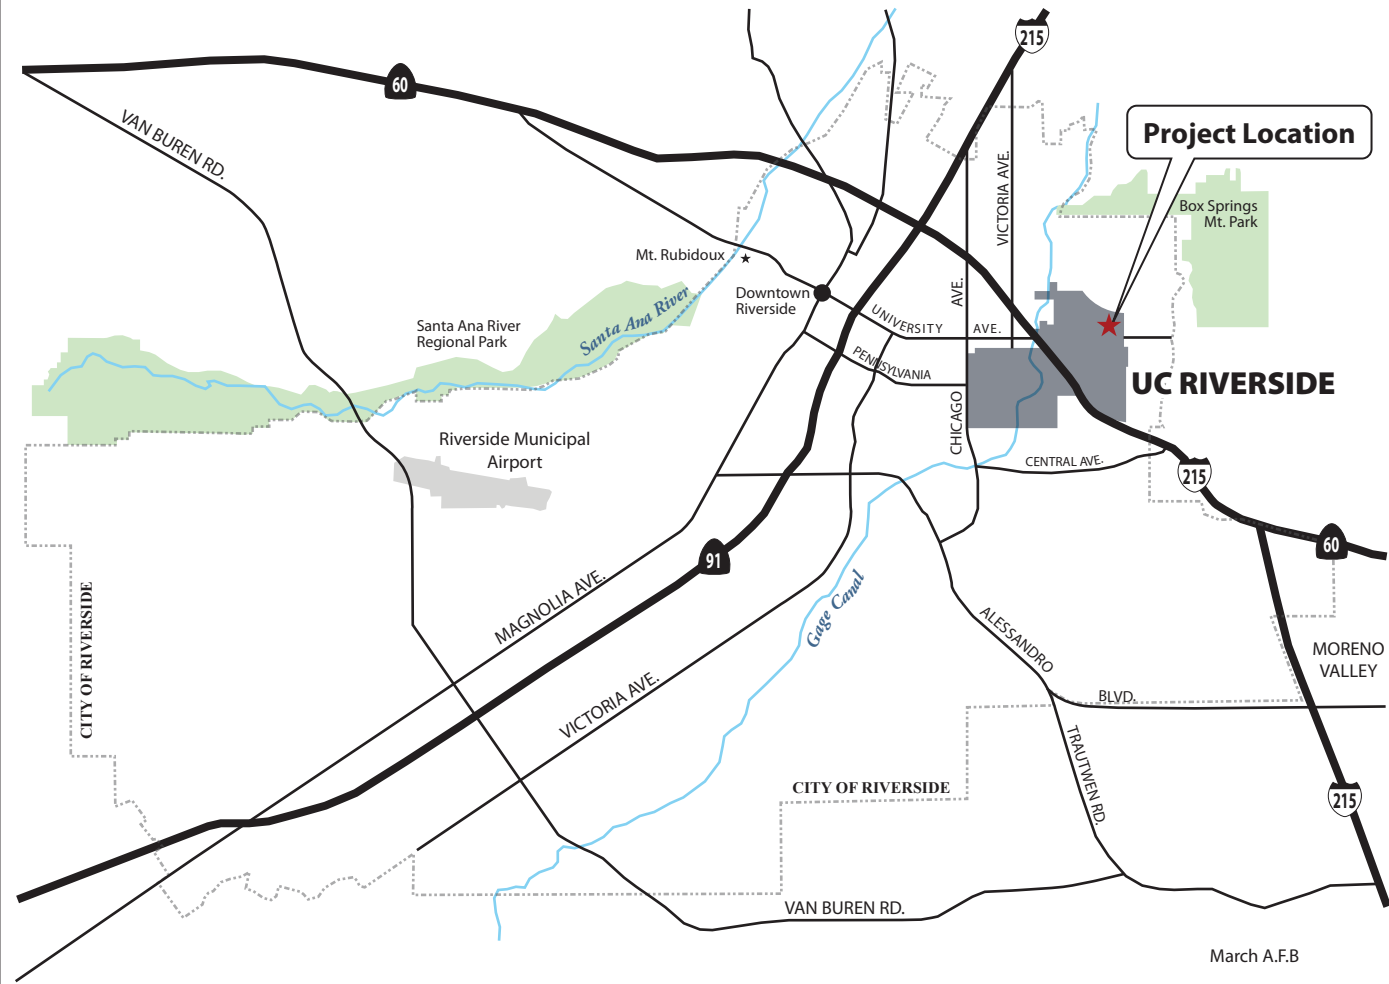 215
60
VAN BUREN RD.
Project Location
VICTORIA AVE.
Box Springs
Mt. Park
Mt. Rubidoux
Downtown
Riverside
Santa Ana River
Santa Ana River
Regional Park
UNIVERSITY AVE.
PENNSYLVANIA
CHICAGO AVE.
UC RIVERSIDE
Riverside Municipal
Airport
CENTRAL AVE.
215
60
91
MAGNOLIA AVE.
Gage Canal
CITY OF RIVERSIDE
VICTORIA AVE.
ALESSANDRO BLVD.
MORENO
VALLEY
TRAUTWEN RD.
CITY OF RIVERSIDE
215
VAN BUREN RD.
March A.F.B